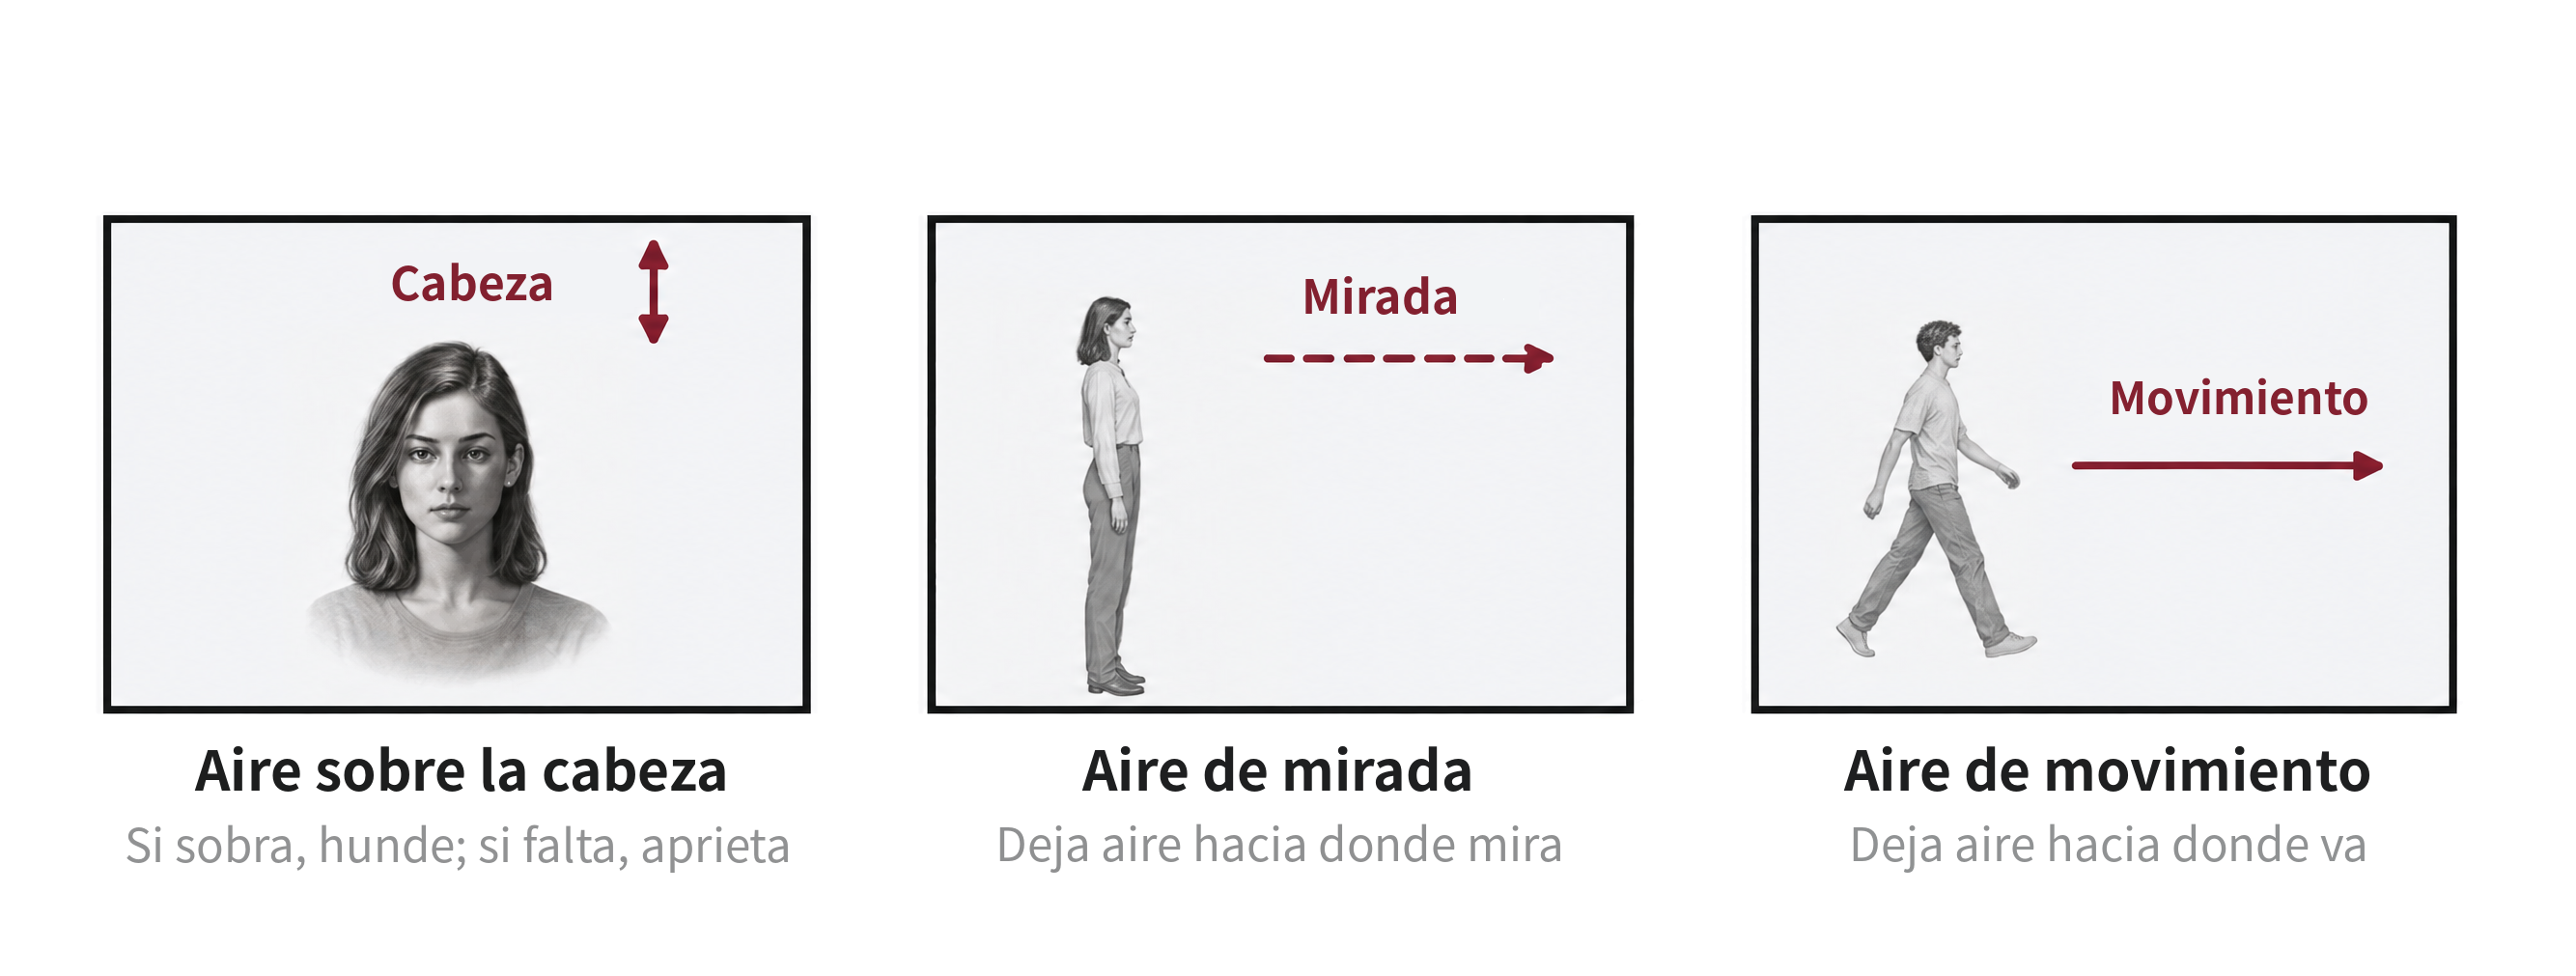 Cabeza
Mirada
Movimiento
Aire sobre la cabeza
Si sobra, hunde; si falta, aprieta
Aire de mirada
Deja aire hacia donde mira
Aire de movimiento
Deja aire hacia donde va